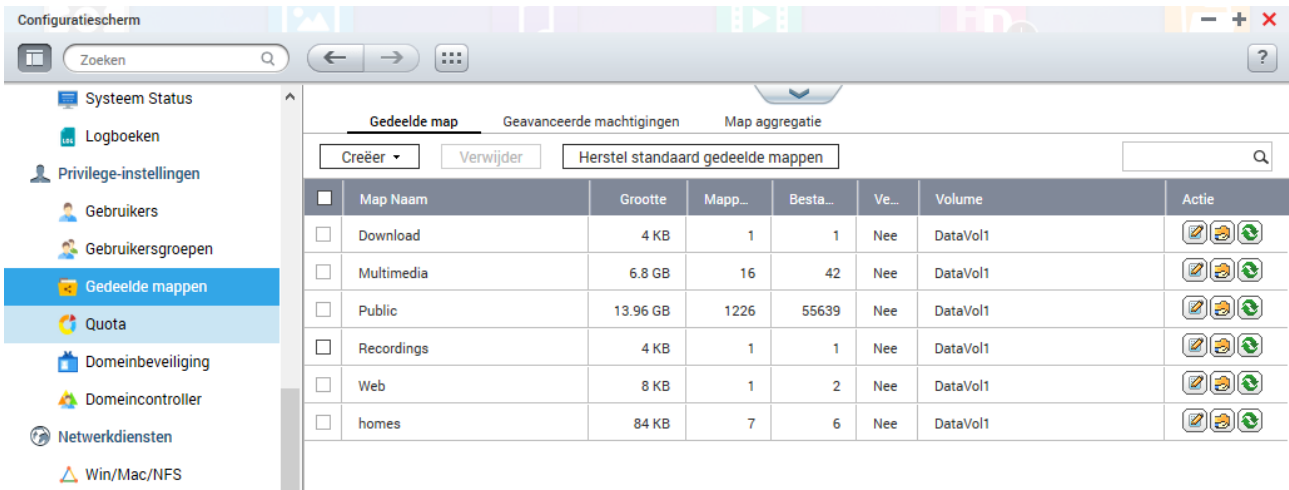 Configuratiescherm
Zoeken
?
Systeem Status
Logboeken
Privilege-instellingen
Gebruikers
Gebruikersgroepen
Gedeelde mappen
Quota
Domeinbeveiliging
Domeincontroller
Netwerkdiensten
Win/Mac/NFS
Gedeelde map Geavanceerde machtigingen Map aggregatie
Creëer Verwijder Herstel standaard gedeelde mappen
Map Naam Grootte Mapp... Besta... Ve... Volume Actie
Download 4 KB 1 1 Nee DataVol1
Multimedia 6.8 GB 16 42 Nee DataVol1
Public 13.96 GB 1226 55639 Nee DataVol1
Recordings 4 KB 1 1 Nee DataVol1
Web 8 KB 1 2 Nee DataVol1
homes 84 KB 7 6 Nee DataVol1